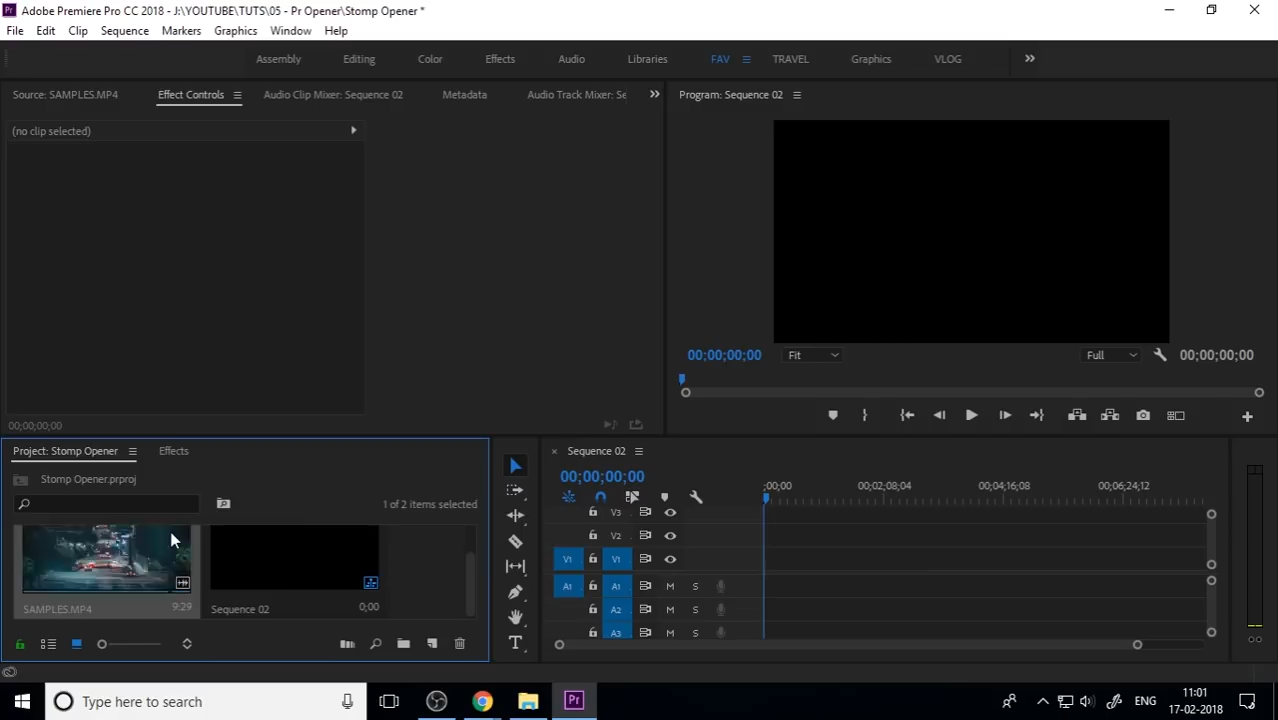 Pr Adobe Premiere Pro CC 2018 - J:\YOUTUBE\TUTS\05 - Pr Opener\Stomp Opener *
File Edit Clip Sequence Markers Graphics Window Help
Assembly Editing Color Effects Audio Libraries FAV TRAVEL Graphics VLOG
Source: SAMPLES.MP4 Effect Controls Audio Clip Mixer: Sequence 02 Metadata Audio Track Mixer: Se Program: Sequence 02
(no clip selected)
00;00;00;00 Fit Full 00;00;00;00
00;00;00;00
Project: Stomp Opener Effects Sequence 02
Stomp Opener.prproj 00;00;00;00
;00;00 00;02;08;04 00;04;16;08 00;06;24;12
1 of 2 items selected
V3
V2
V1 V1
A1 A1 M S
A2 M S
A3 M S
SAMPLES.MP4 9:29 Sequence 02 0;00
T
Type here to search Pr ENG 11:01
17-02-2018